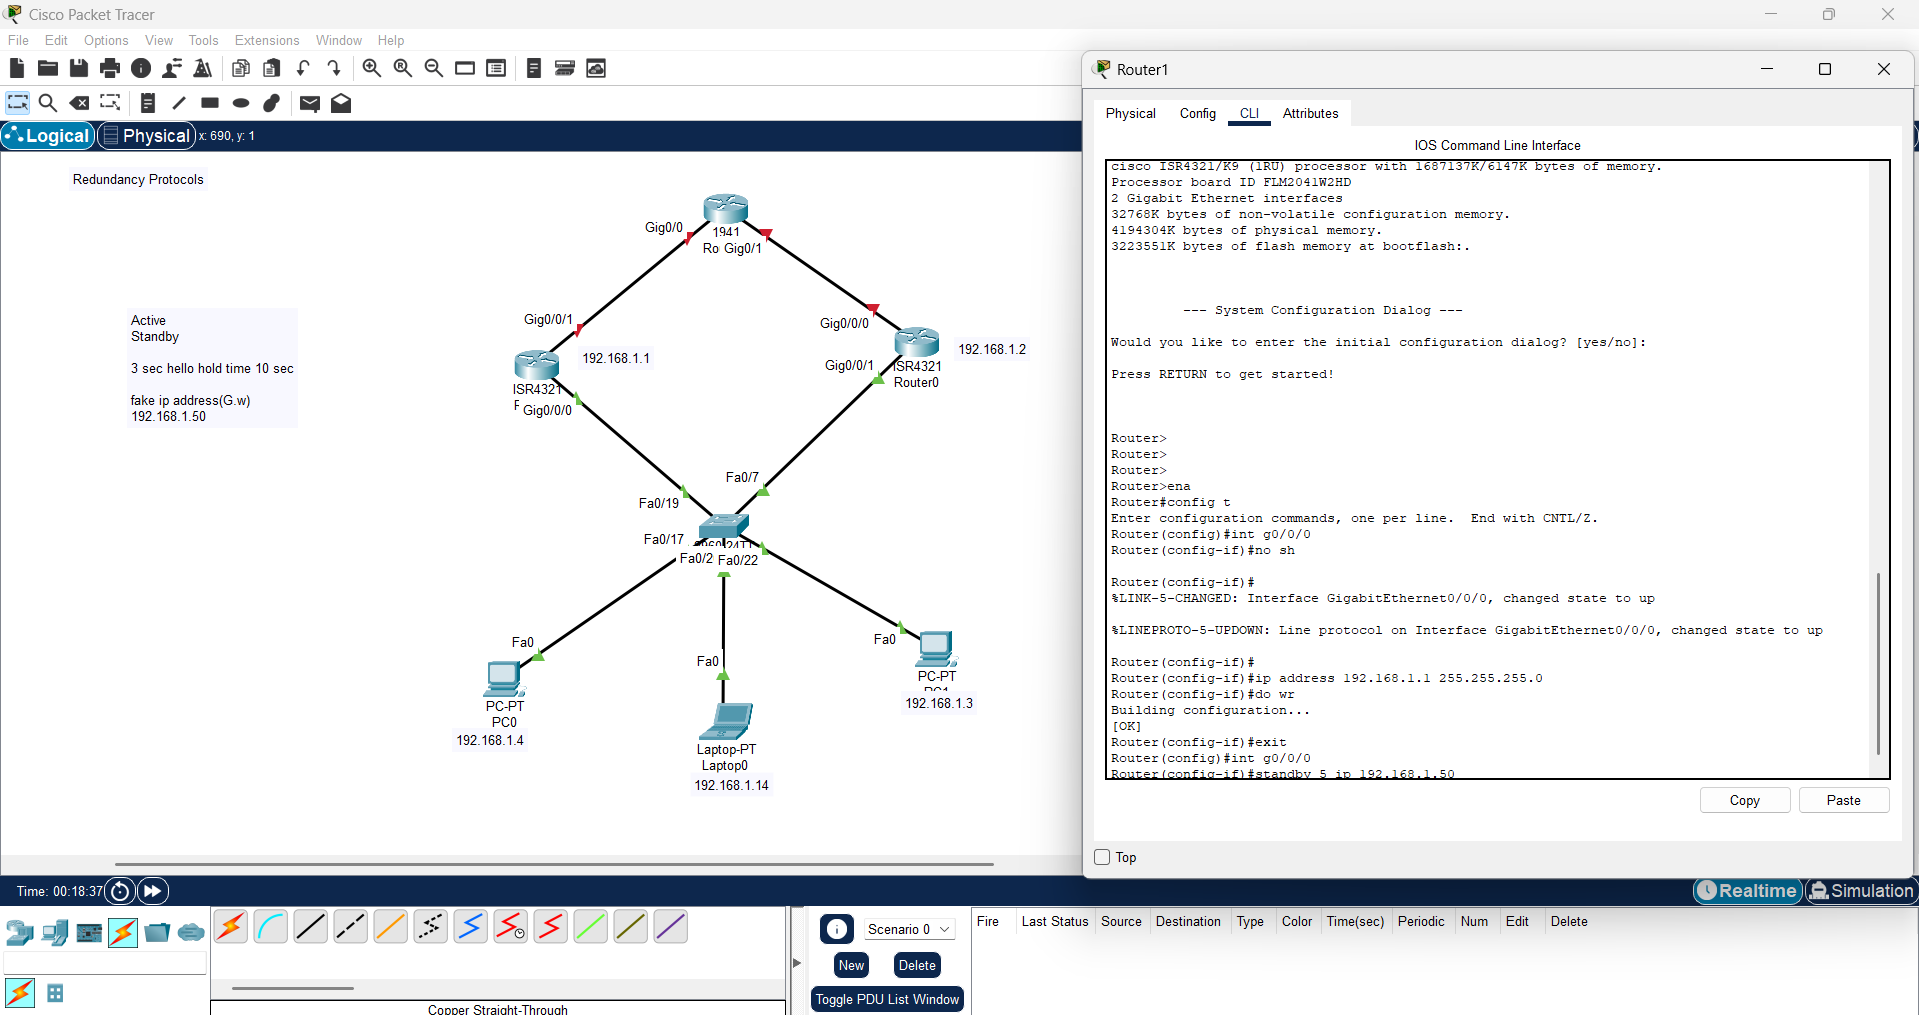 Cisco Packet Tracer
File Edit Options View Tools Extensions Window Help
Logical Physical x: 690, y: 1
Redundancy Protocols
Active
Standby
3 sec hello hold time 10 sec
fake ip address(G.w)
192.168.1.50
Gig0/0
1941
Ro Gig0/1
Gig0/0/1
192.168.1.1
ISR4321
Gig0/0/0
Gig0/0/0
192.168.1.2
Gig0/0/1
ISR4321
Router0
Fa0/7
Fa0/19
Fa0/17
Fa0/2
Fa0/22
Fa0
PC-PT
PC0
192.168.1.4
Fa0
Laptop-PT
Laptop0
192.168.1.14
Fa0
PC-PT
PC1
192.168.1.3
Router1
Physical Config CLI Attributes
IOS Command Line Interface
cisco ISR4321/K9 (1RU) processor with 1687137K/6147K bytes of memory.
Processor board ID FLM2041W2HD
2 Gigabit Ethernet interfaces
32768K bytes of non-volatile configuration memory.
4194304K bytes of physical memory.
3223551K bytes of flash memory at bootflash:.
--- System Configuration Dialog ---
Would you like to enter the initial configuration dialog? [yes/no]:
Press RETURN to get started!
Router>
Router>
Router>
Router>ena
Router#config t
Enter configuration commands, one per line.  End with CNTL/Z.
Router(config)#int g0/0/0
Router(config-if)#no sh
Router(config-if)#
%LINK-5-CHANGED: Interface GigabitEthernet0/0/0, changed state to up
%LINEPROTO-5-UPDOWN: Line protocol on Interface GigabitEthernet0/0/0, changed state to up
Router(config-if)#
Router(config-if)#ip address 192.168.1.1 255.255.255.0
Router(config-if)#do wr
Building configuration...
[OK]
Router(config-if)#exit
Router(config)#int g0/0/0
Router(config-if)#standby 5 ip 192.168.1.50
Copy Paste
Top
Time: 00:18:37
Realtime Simulation
Scenario 0
New Delete
Toggle PDU List Window
Fire Last Status Source Destination Type Color Time(sec) Periodic Num Edit Delete
Copper Straight-Through